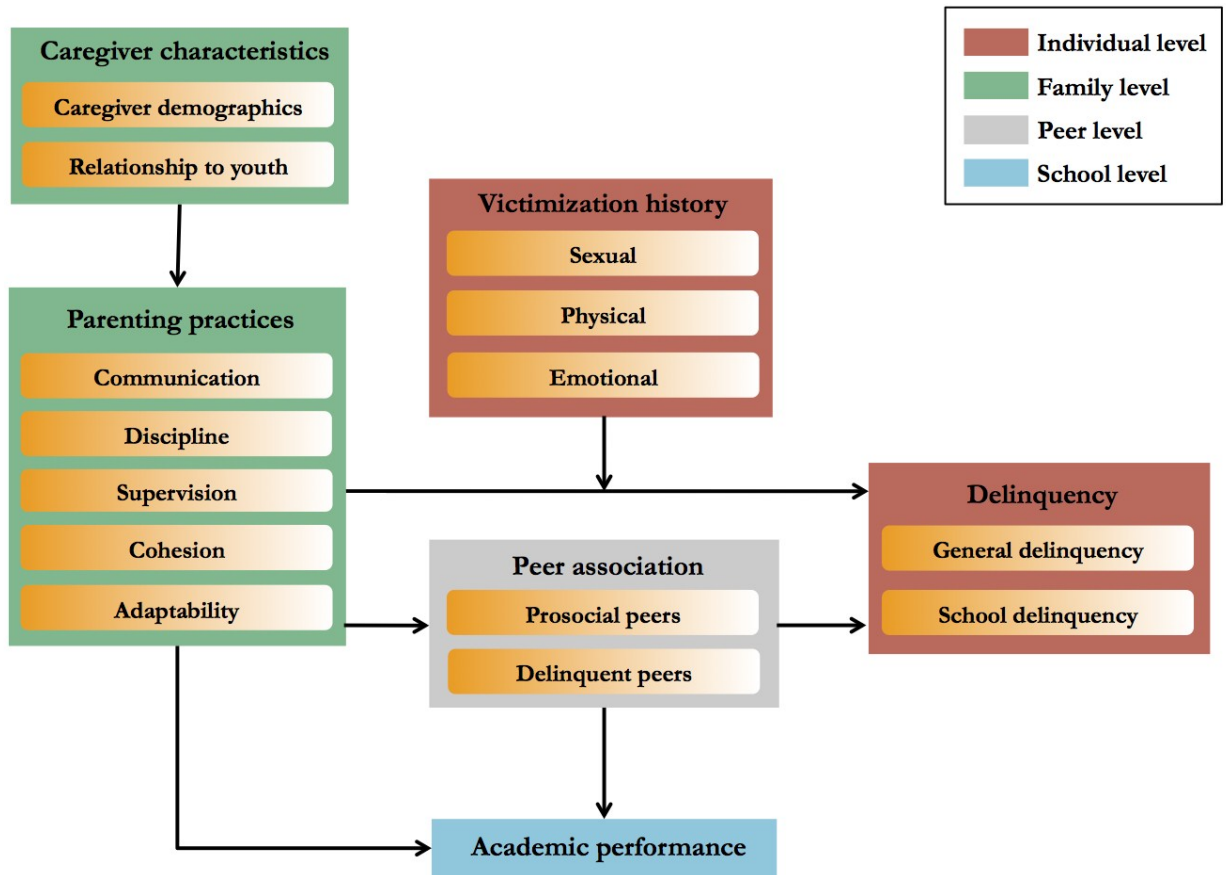 Caregiver characteristics
Caregiver demographics
Relationship to youth
Individual level
Family level
Peer level
School level
Victimization history
Sexual
Physical
Emotional
Parenting practices
Communication
Discipline
Supervision
Cohesion
Adaptability
Peer association
Prosocial peers
Delinquent peers
Delinquency
General delinquency
School delinquency
Academic performance